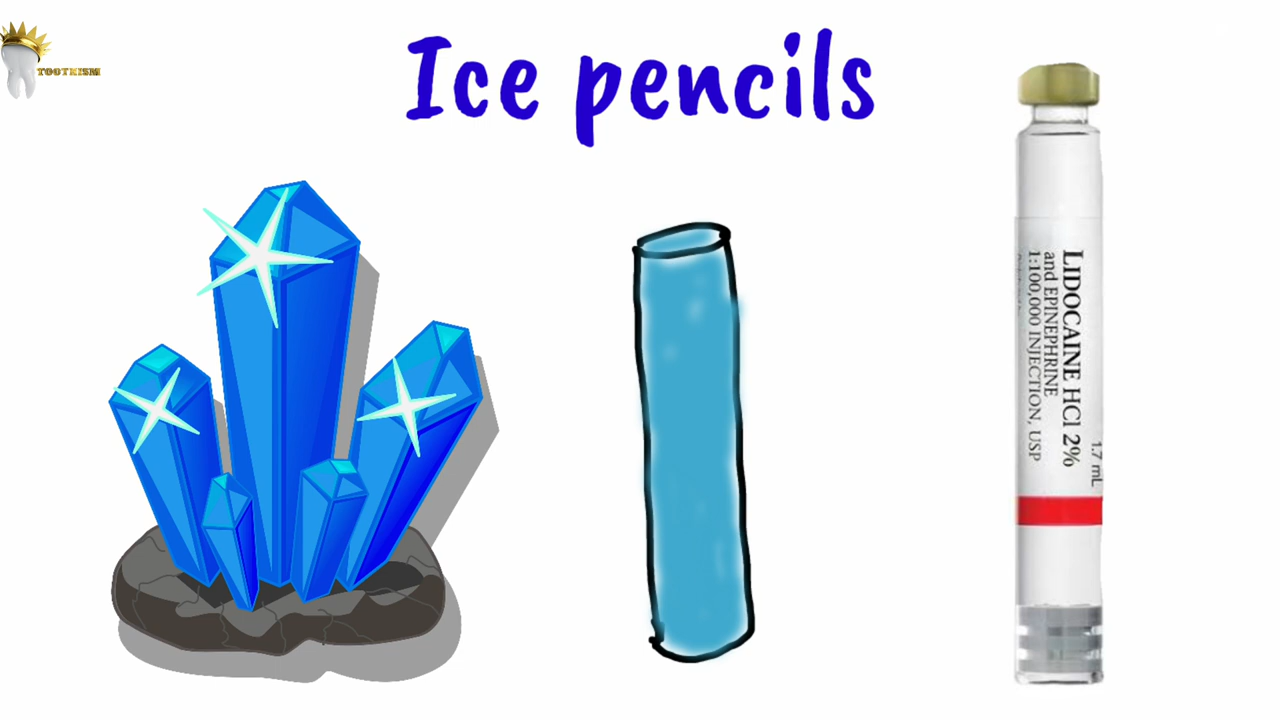 TOOTHISM
Ice pencils
LIDOCAINE HCl 2%
and EPINEPHRINE
1:100,000 INJECTION, USP
1.7 mL